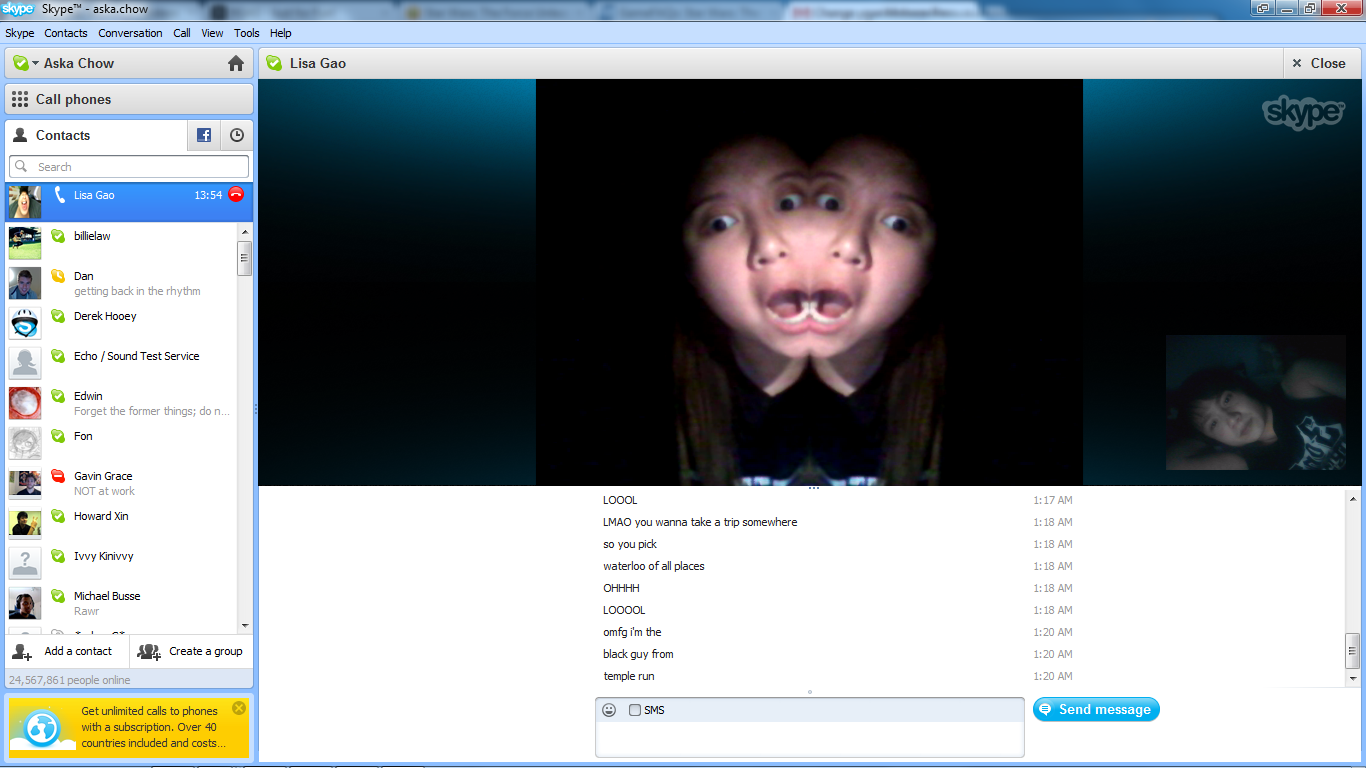 skype Skype™ - aska.chow
Skype Contacts Conversation Call View Tools Help
Aska Chow
Lisa Gao
Close
Call phones
skype
Contacts
Search
Lisa Gao 13:54
billielaw
Dan
getting back in the rhythm
Derek Hooey
Echo / Sound Test Service
Edwin
Forget the former things; do n...
Fon
Gavin Grace
NOT at work
Howard Xin
Ivvy Kinivvy
Michael Busse
Rawr
Add a contact Create a group
24,567,861 people online
Get unlimited calls to phones
with a subscription. Over 40
countries included and costs...
LOOOL 1:17 AM
LMAO you wanna take a trip somewhere 1:18 AM
so you pick 1:18 AM
waterloo of all places 1:18 AM
OHHHH 1:18 AM
LOOOOL 1:18 AM
omfg i'm the 1:20 AM
black guy from 1:20 AM
temple run 1:20 AM
SMS
Send message